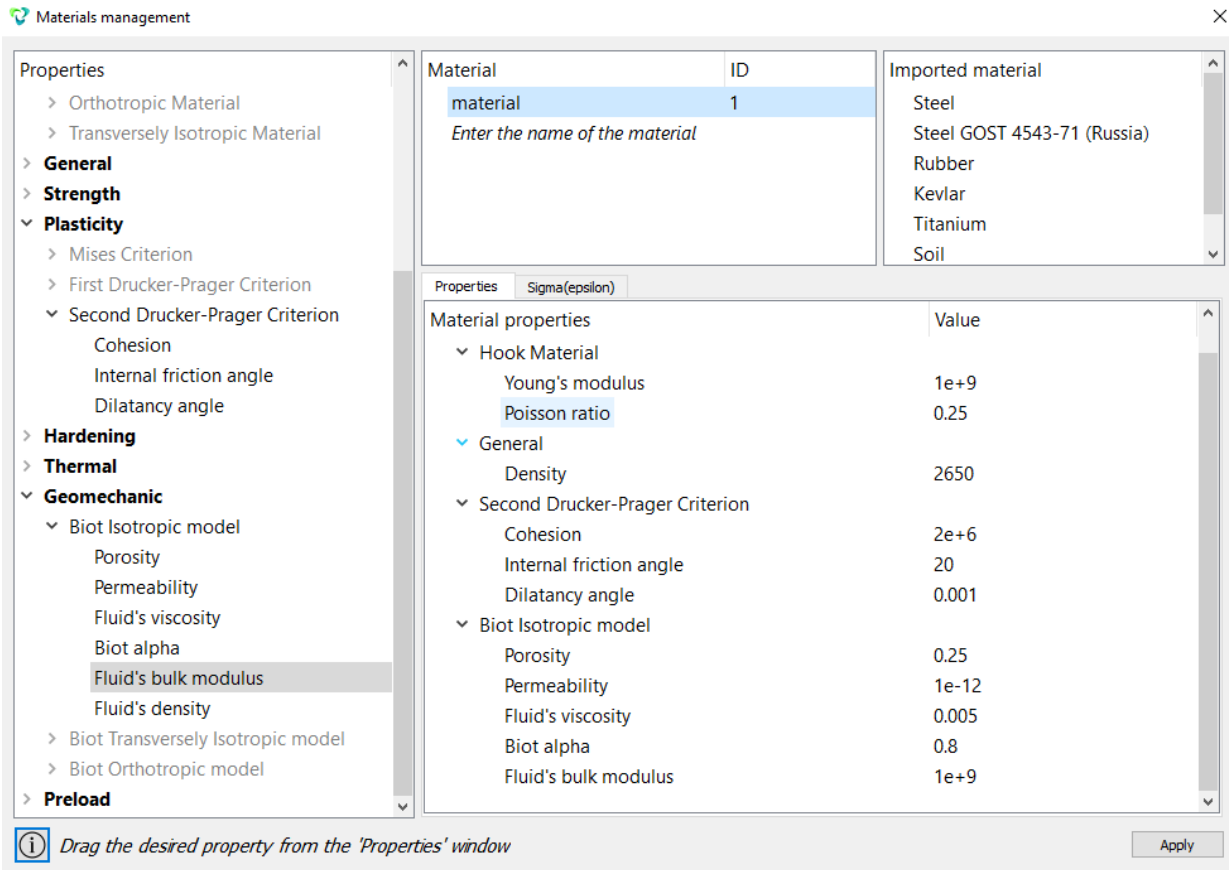 Materials management
Properties
Orthotropic Material
Transversely Isotropic Material
General
Strength
Plasticity
Mises Criterion
First Drucker-Prager Criterion
Second Drucker-Prager Criterion
Cohesion
Internal friction angle
Dilatancy angle
Hardening
Thermal
Geomechanic
Biot Isotropic model
Porosity
Permeability
Fluid's viscosity
Biot alpha
Fluid's bulk modulus
Fluid's density
Biot Transversely Isotropic model
Biot Orthotropic model
Preload
Material ID
material 1
Enter the name of the material
Imported material
Steel
Steel GOST 4543-71 (Russia)
Rubber
Kevlar
Titanium
Soil
Properties Sigma(epsilon)
Material properties Value
Hook Material
Young's modulus 1e+9
Poisson ratio 0.25
General
Density 2650
Second Drucker-Prager Criterion
Cohesion 2e+6
Internal friction angle 20
Dilatancy angle 0.001
Biot Isotropic model
Porosity 0.25
Permeability 1e-12
Fluid's viscosity 0.005
Biot alpha 0.8
Fluid's bulk modulus 1e+9
Drag the desired property from the 'Properties' window
Apply